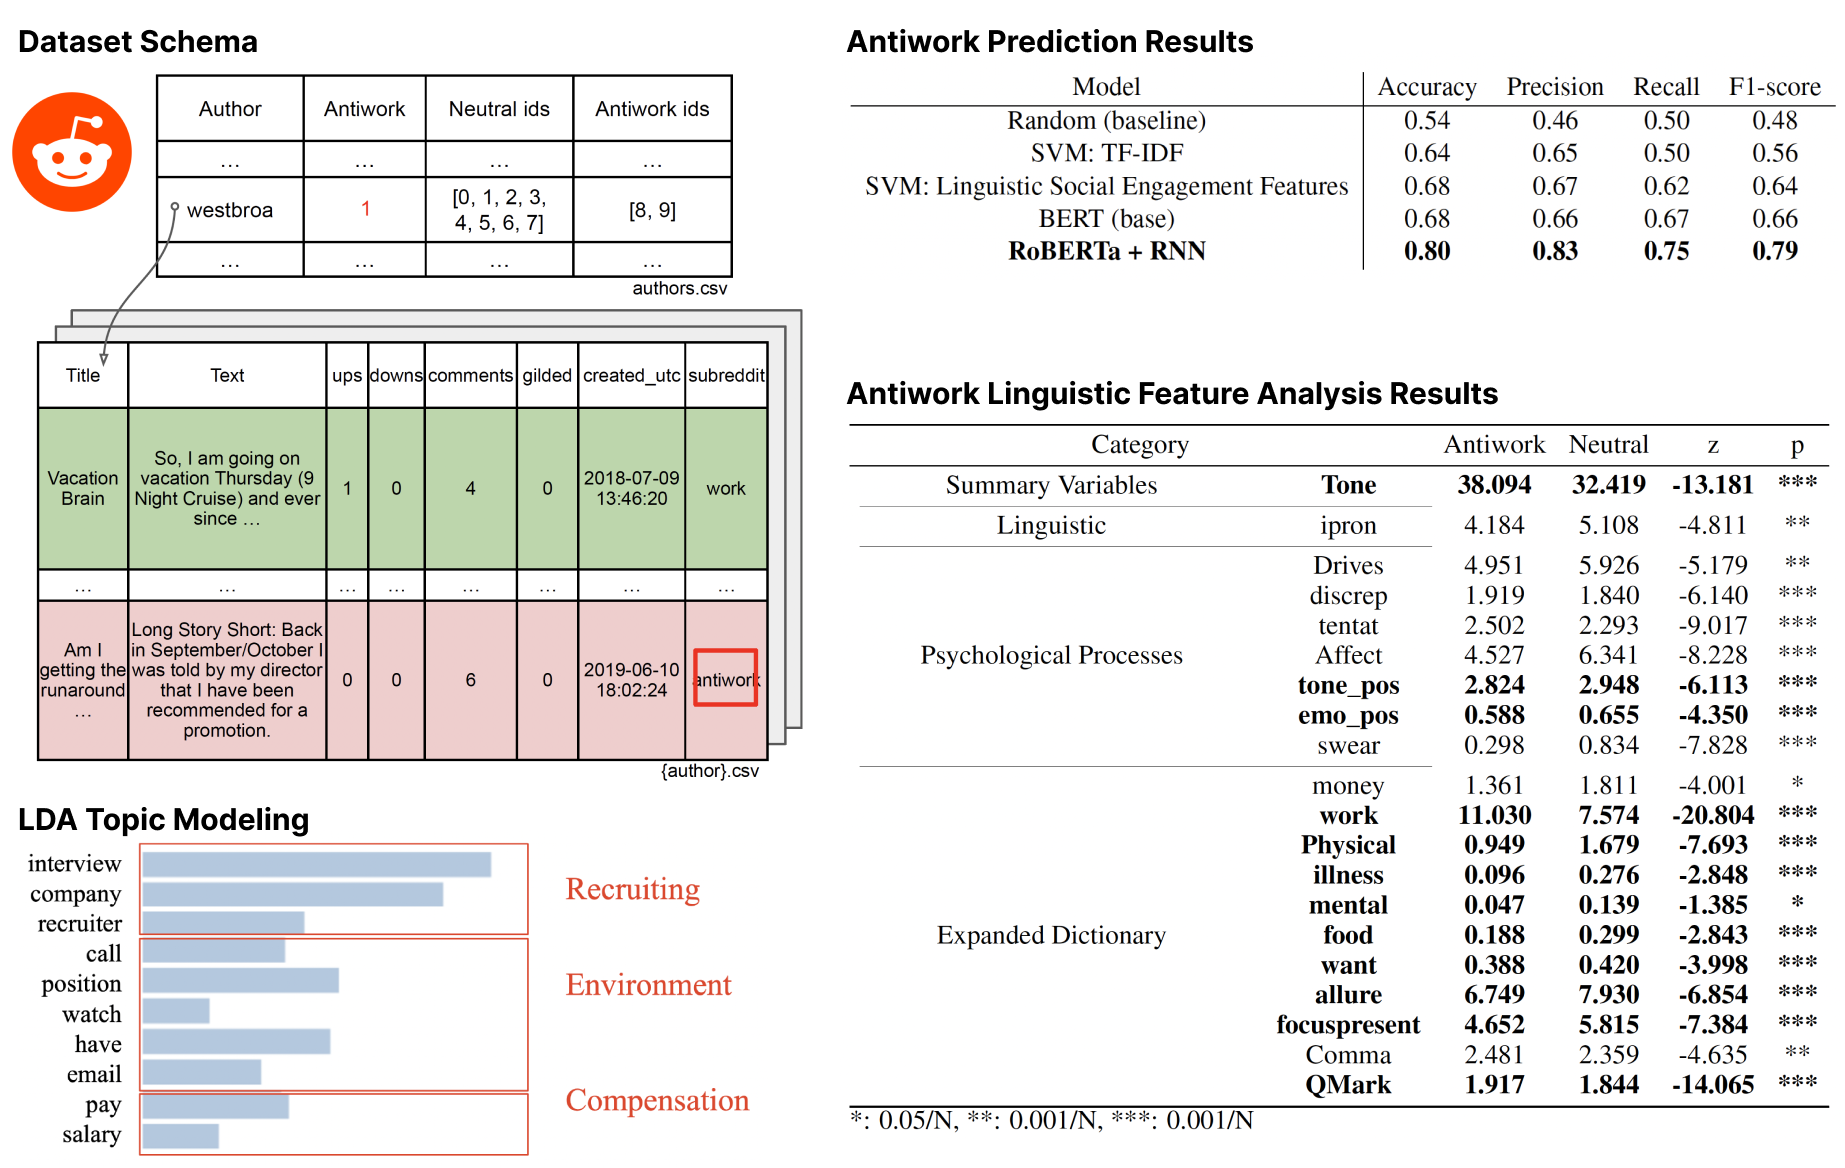 Dataset Schema
Author Antiwork Neutral ids Antiwork ids
... ... ... ...
westbroa 1 [0, 1, 2, 3, 4, 5, 6, 7] [8, 9]
... ... ... ...
authors.csv
Title Text ups downs comments gilded created_utc subreddit
Vacation Brain So, I am going on vacation Thursday (9 Night Cruise) and ever since ... 1 0 4 0 2018-07-09 13:46:20 work
... ... ... ... ... ... ... ...
Am I getting the runaround ... Long Story Short: Back in September/October I was told by my director that I have been recommended for a promotion. 0 0 6 0 2019-06-10 18:02:24 antiwork
{author}.csv
LDA Topic Modeling
interview
company
recruiter
Recruiting
call
position
watch
have
email
Environment
pay
salary
Compensation
Antiwork Prediction Results
Model Accuracy Precision Recall F1-score
Random (baseline) 0.54 0.46 0.50 0.48
SVM: TF-IDF 0.64 0.65 0.50 0.56
SVM: Linguistic Social Engagement Features 0.68 0.67 0.62 0.64
BERT (base) 0.68 0.66 0.67 0.66
RoBERTa + RNN 0.80 0.83 0.75 0.79
Antiwork Linguistic Feature Analysis Results
Category Antiwork Neutral z p
Summary Variables Tone 38.094 32.419 -13.181 ***
Linguistic ipron 4.184 5.108 -4.811 **
Drives 4.951 5.926 -5.179 **
discrep 1.919 1.840 -6.140 ***
tentat 2.502 2.293 -9.017 ***
Psychological Processes Affect 4.527 6.341 -8.228 ***
tone_pos 2.824 2.948 -6.113 ***
emo_pos 0.588 0.655 -4.350 ***
swear 0.298 0.834 -7.828 ***
money 1.361 1.811 -4.001 *
work 11.030 7.574 -20.804 ***
Physical 0.949 1.679 -7.693 ***
illness 0.096 0.276 -2.848 ***
mental 0.047 0.139 -1.385 *
Expanded Dictionary food 0.188 0.299 -2.843 ***
want 0.388 0.420 -3.998 ***
allure 6.749 7.930 -6.854 ***
focuspresent 4.652 5.815 -7.384 ***
Comma 2.481 2.359 -4.635 **
QMark 1.917 1.844 -14.065 ***
*: 0.05/N, **: 0.001/N, ***: 0.001/N